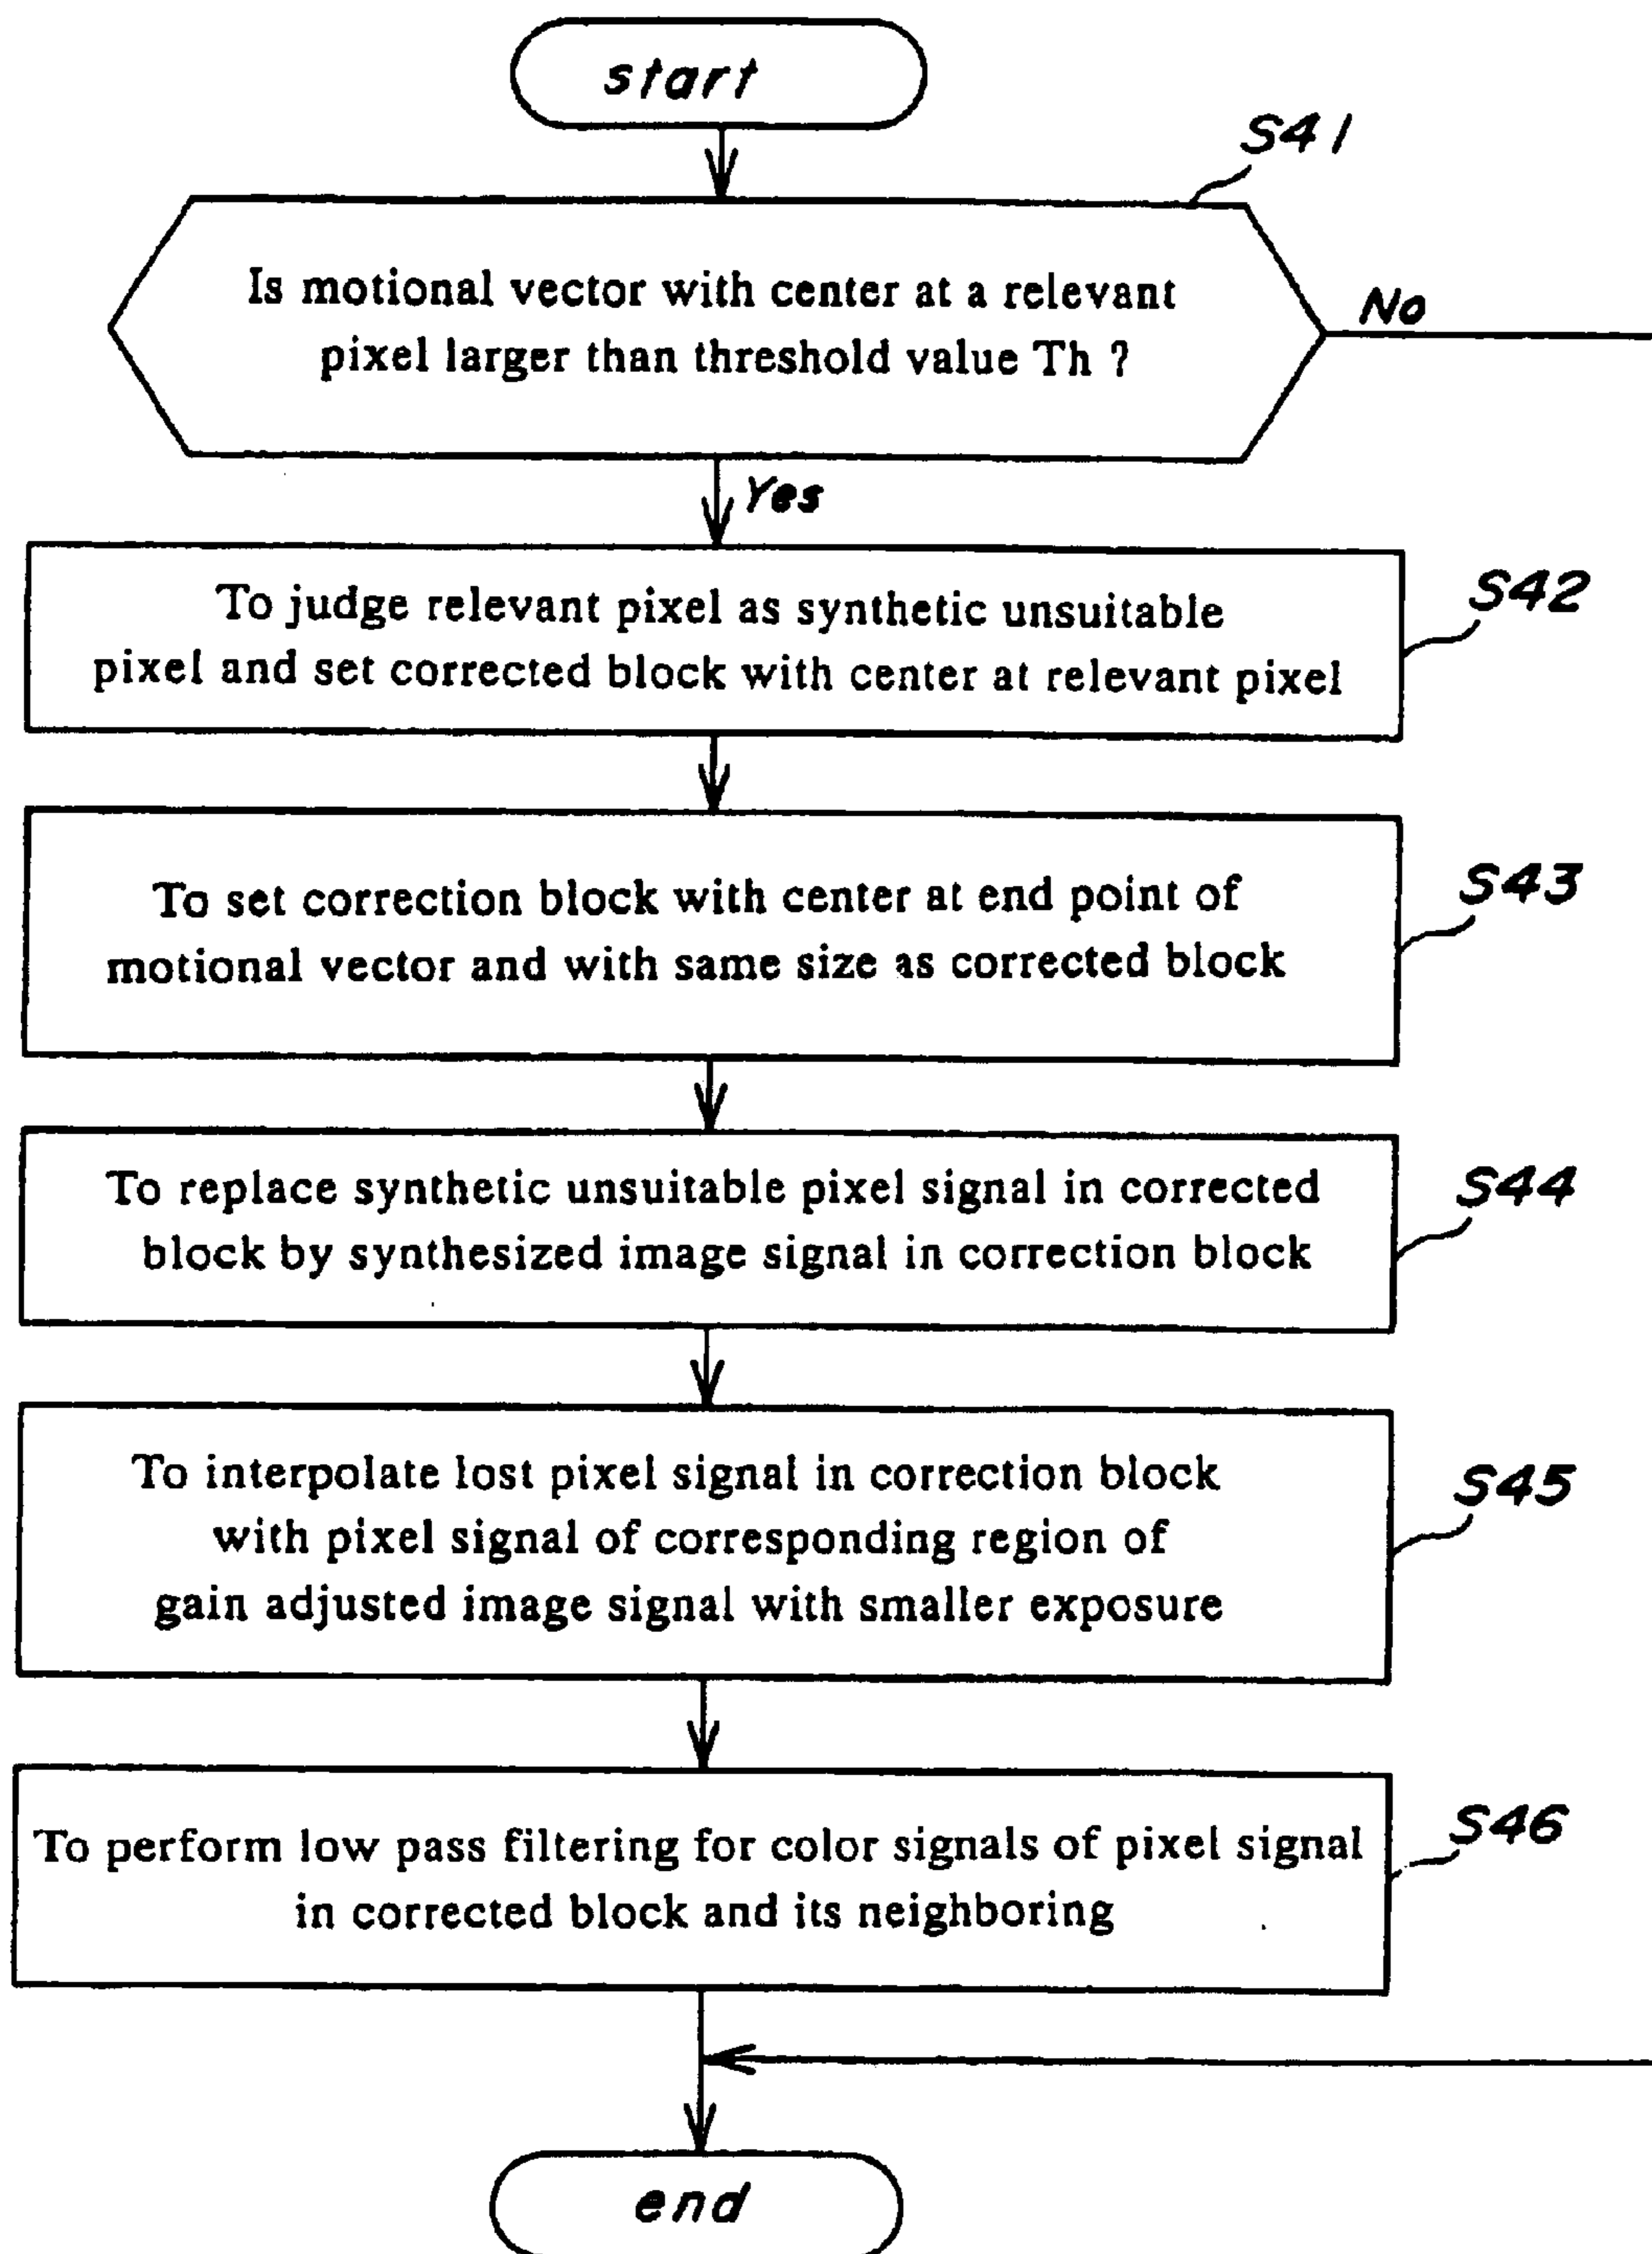 start
S41
Is motional vector with center at a relevant
pixel larger than threshold value Th ?
No
Yes
To judge relevant pixel as synthetic unsuitable
pixel and set corrected block with center at relevant pixel
S42
To set correction block with center at end point of
motional vector and with same size as corrected block
S43
To replace synthetic unsuitable pixel signal in corrected
block by synthesized image signal in correction block
S44
To interpolate lost pixel signal in correction block
with pixel signal of corresponding region of
gain adjusted image signal with smaller exposure
S45
To perform low pass filtering for color signals of pixel signal
in corrected block and its neighboring
S46
end